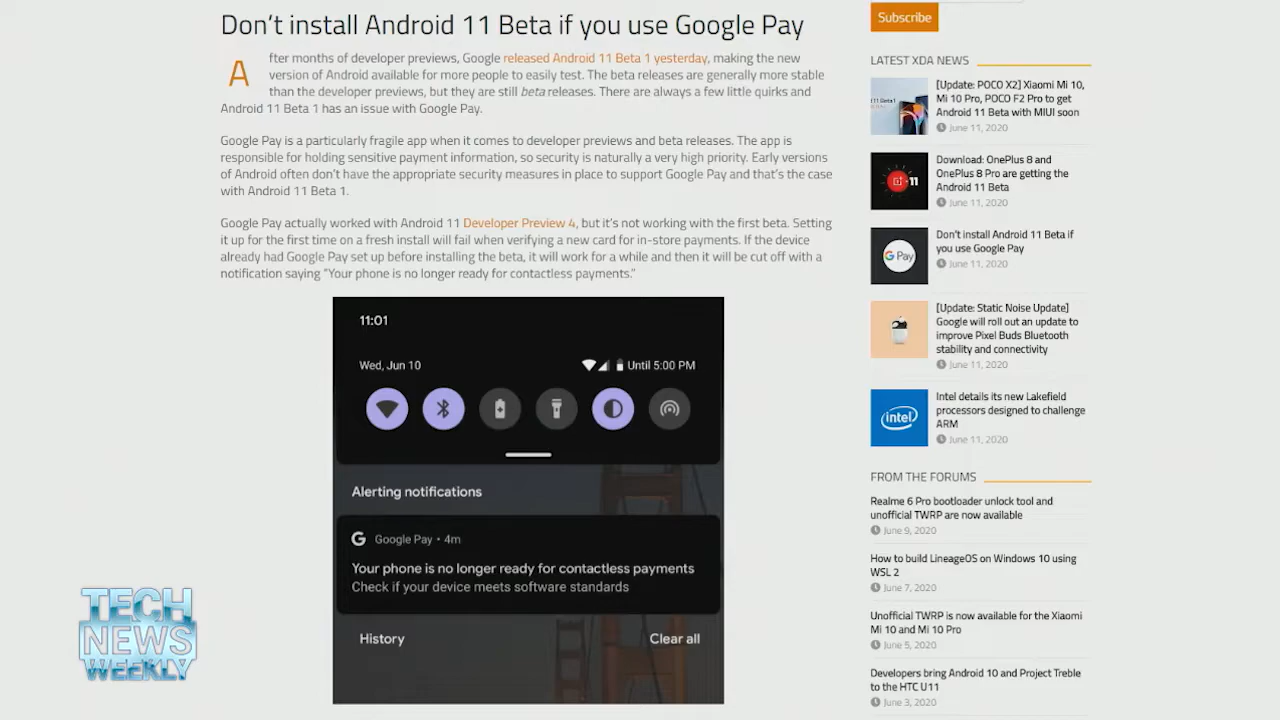 Don't install Android 11 Beta if you use Google Pay
After months of developer previews, Google released Android 11 Beta 1 yesterday, making the new
version of Android available for more people to easily test. The beta releases are generally more stable
than the developer previews, but they are still beta releases. There are always a few little quirks and
Android 11 Beta 1 has an issue with Google Pay.
Google Pay is a particularly fragile app when it comes to developer previews and beta releases. The app is
responsible for holding sensitive payment information, so security is naturally a very high priority. Early versions
of Android often don't have the appropriate security measures in place to support Google Pay and that's the case
with Android 11 Beta 1.
Google Pay actually worked with Android 11 Developer Preview 4, but it's not working with the first beta. Setting
it up for the first time on a fresh install will fail when verifying a new card for in-store payments. If the device
already had Google Pay set up before installing the beta, it will work for a while and then it will be cut off with a
notification saying "Your phone is no longer ready for contactless payments."
11:01
Wed, Jun 10
Until 5:00 PM
Alerting notifications
G Google Pay • 4m
Your phone is no longer ready for contactless payments
Check if your device meets software standards
History
Clear all
TECH
NEWS
WEEKLY
Subscribe
LATEST XDA NEWS
11 Beta1
[Update: POCO X2] Xiaomi Mi 10,
Mi 10 Pro, POCO F2 Pro to get
Android 11 Beta with MIUI soon
June 11, 2020
11
Download: OnePlus 8 and
OnePlus 8 Pro are getting the
Android 11 Beta
June 11, 2020
G Pay
Don't install Android 11 Beta if
you use Google Pay
June 11, 2020
[Update: Static Noise Update]
Google will roll out an update to
improve Pixel Buds Bluetooth
stability and connectivity
June 11, 2020
intel
Intel details its new Lakefield
processors designed to challenge
ARM
June 11, 2020
FROM THE FORUMS
Realme 6 Pro bootloader unlock tool and
unofficial TWRP are now available
June 9, 2020
How to build LineageOS on Windows 10 using
WSL 2
June 7, 2020
Unofficial TWRP is now available for the Xiaomi
Mi 10 and Mi 10 Pro
June 5, 2020
Developers bring Android 10 and Project Treble
to the HTC U11
June 3, 2020